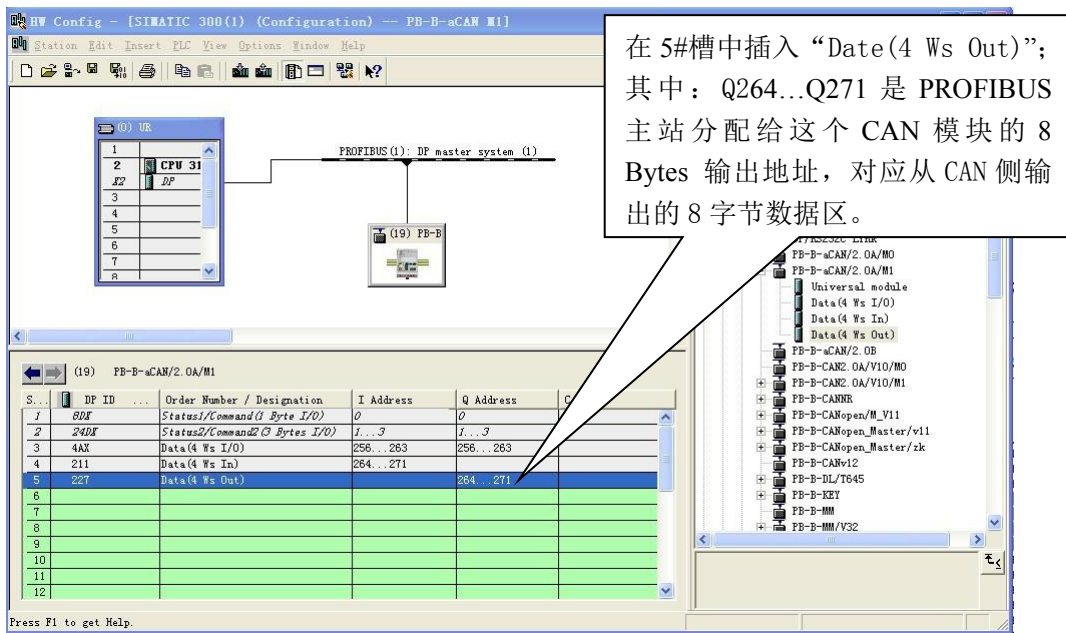 HW Config - [SIMATIC 300(1) (Configuration) -- PB-B-aCAN M1]
Station Edit Insert PLC View Options Window Help
在 5#槽中插入“Date(4 Ws Out)”;
其中：Q264…Q271 是 PROFIBUS
主站分配给这个 CAN 模块的 8
Bytes 输出地址，对应从 CAN 侧输
出的 8 字节数据区。
(0) UR
1
2 CPU 31
X2 DP
3
4
5
6
7
8
PROFIBUS(1): DP master system (1)
(19) PB-B
PB-B-aCAN/2.0A/M0
PB-B-aCAN/2.0A/M1
Universal module
Data(4 Ws I/O)
Data(4 Ws In)
Data(4 Ws Out)
PB-B-aCAN/2.0B
PB-B-CAN2.0A/V10/M0
PB-B-CAN2.0A/V10/M1
PB-B-CANNR
PB-B-CANopen/M_V11
PB-B-CANopen_Master/v11
PB-B-CANopen_Master/zk
PB-B-CANv12
PB-B-DL/T645
PB-B-KEY
PB-B-MM
PB-B-MM/V32
(19) PB-B-aCAN/2.0A/M1
S... DP ID ... Order Number / Designation I Address Q Address C
1 8DX Status1/Command(1 Byte I/O) 0 0
2 24DX Status2/Command2(3 Bytes I/O) 1...3 1...3
3 4AX Data(4 Ws I/O) 256...263 256...263
4 211 Data(4 Ws In) 264...271
5 227 Data(4 Ws Out) 264...271
6
7
8
9
10
11
12
Press F1 to get Help.